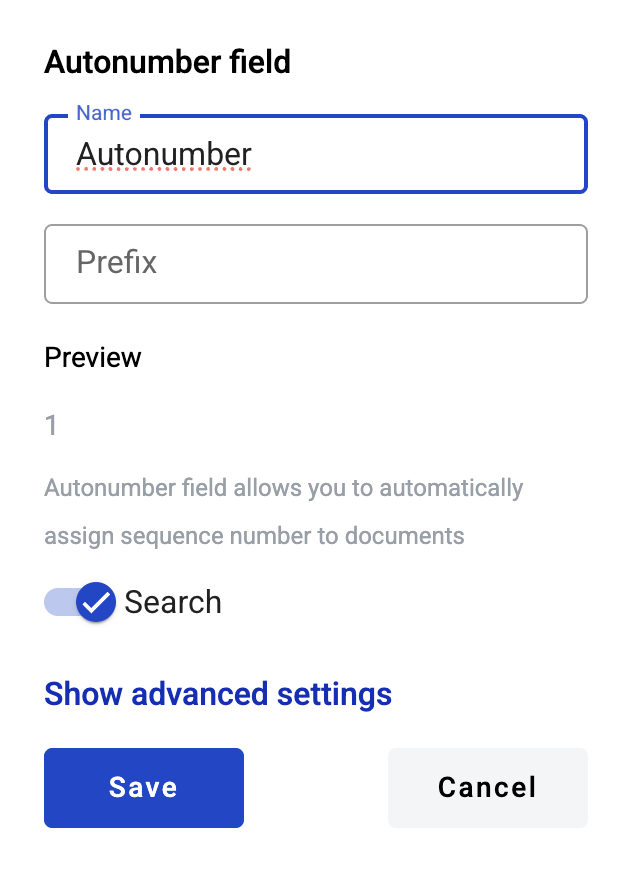 Autonumber field
Name
Autonumber
Prefix
Preview
1
Autonumber field allows you to automatically
assign sequence number to documents
Search
Show advanced settings
Save
Cancel